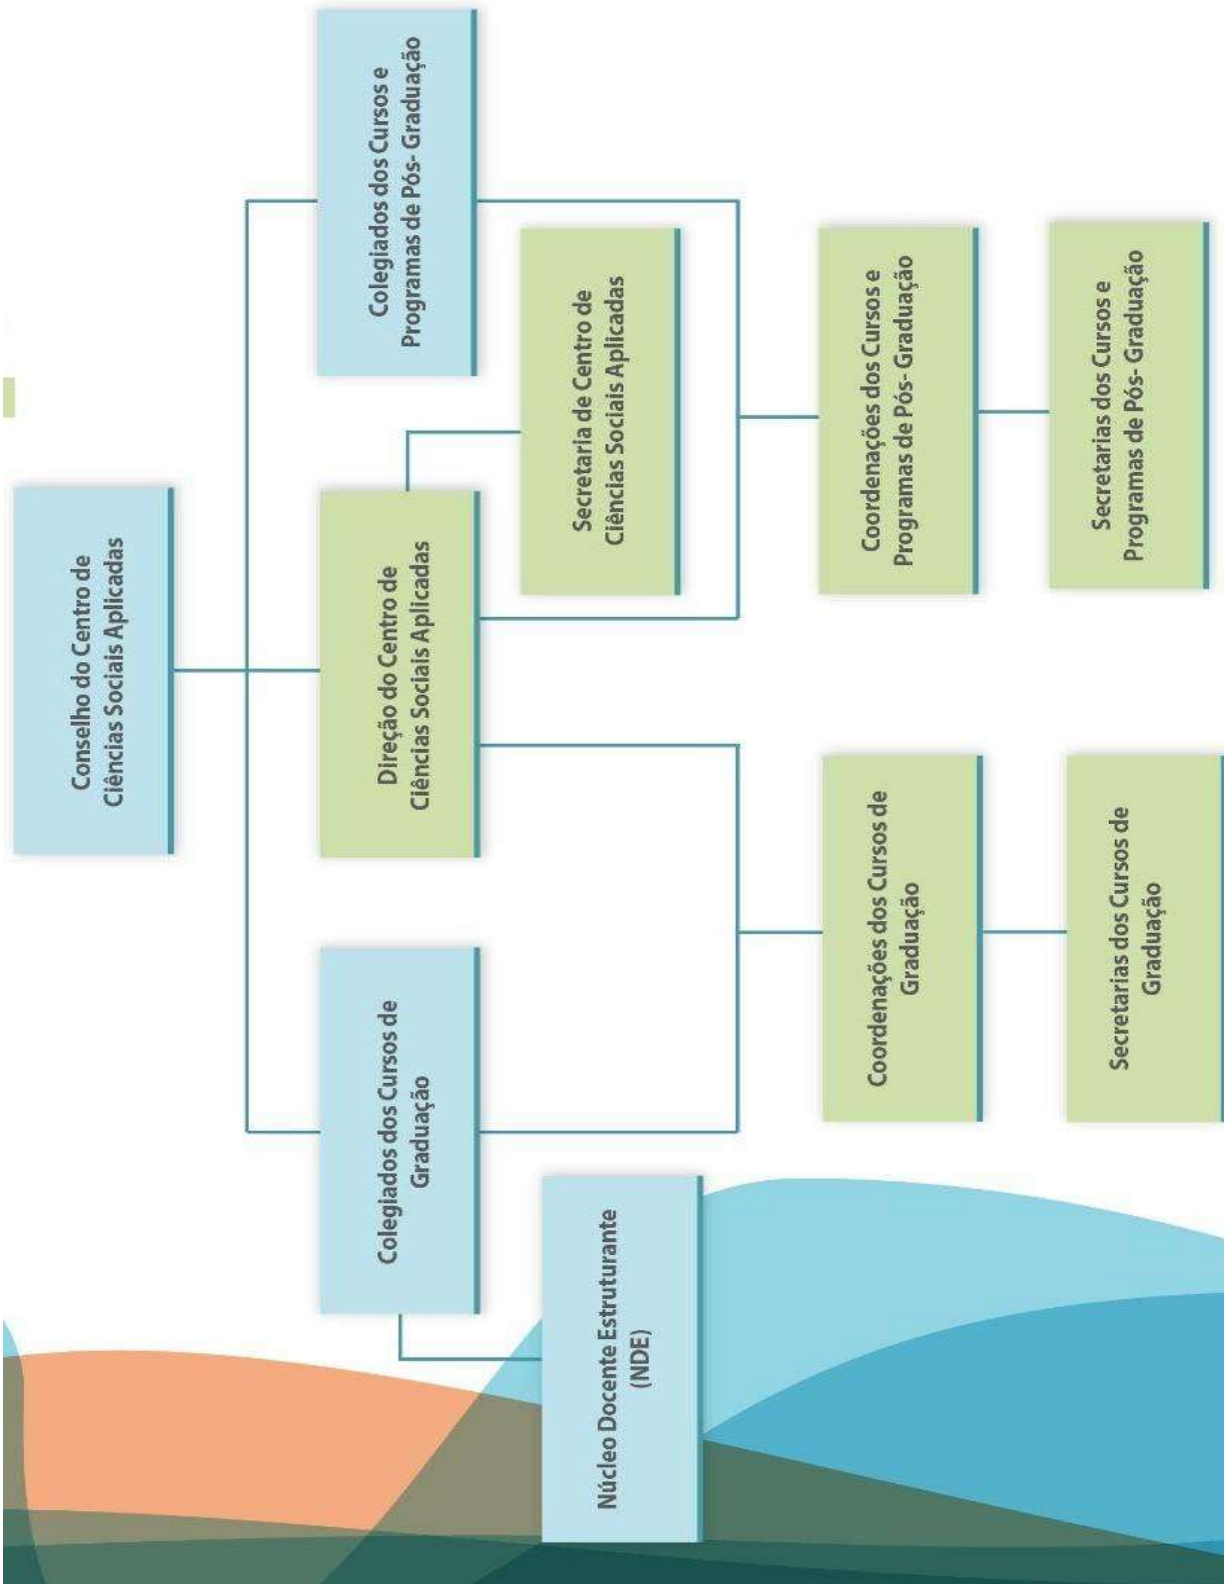 Conselho do Centro de
Ciências Sociais Aplicadas
Colegiados dos Cursos de
Graduação
Direção do Centro de
Ciências Sociais Aplicadas
Colegiados dos Cursos e
Programas de Pós- Graduação
Núcleo Docente Estruturante
(NDE)
Secretaria de Centro de
Ciências Sociais Aplicadas
Coordenações dos Cursos de
Graduação
Coordenações dos Cursos e
Programas de Pós- Graduação
Secretarias dos Cursos de
Graduação
Secretarias dos Cursos e
Programas de Pós- Graduação